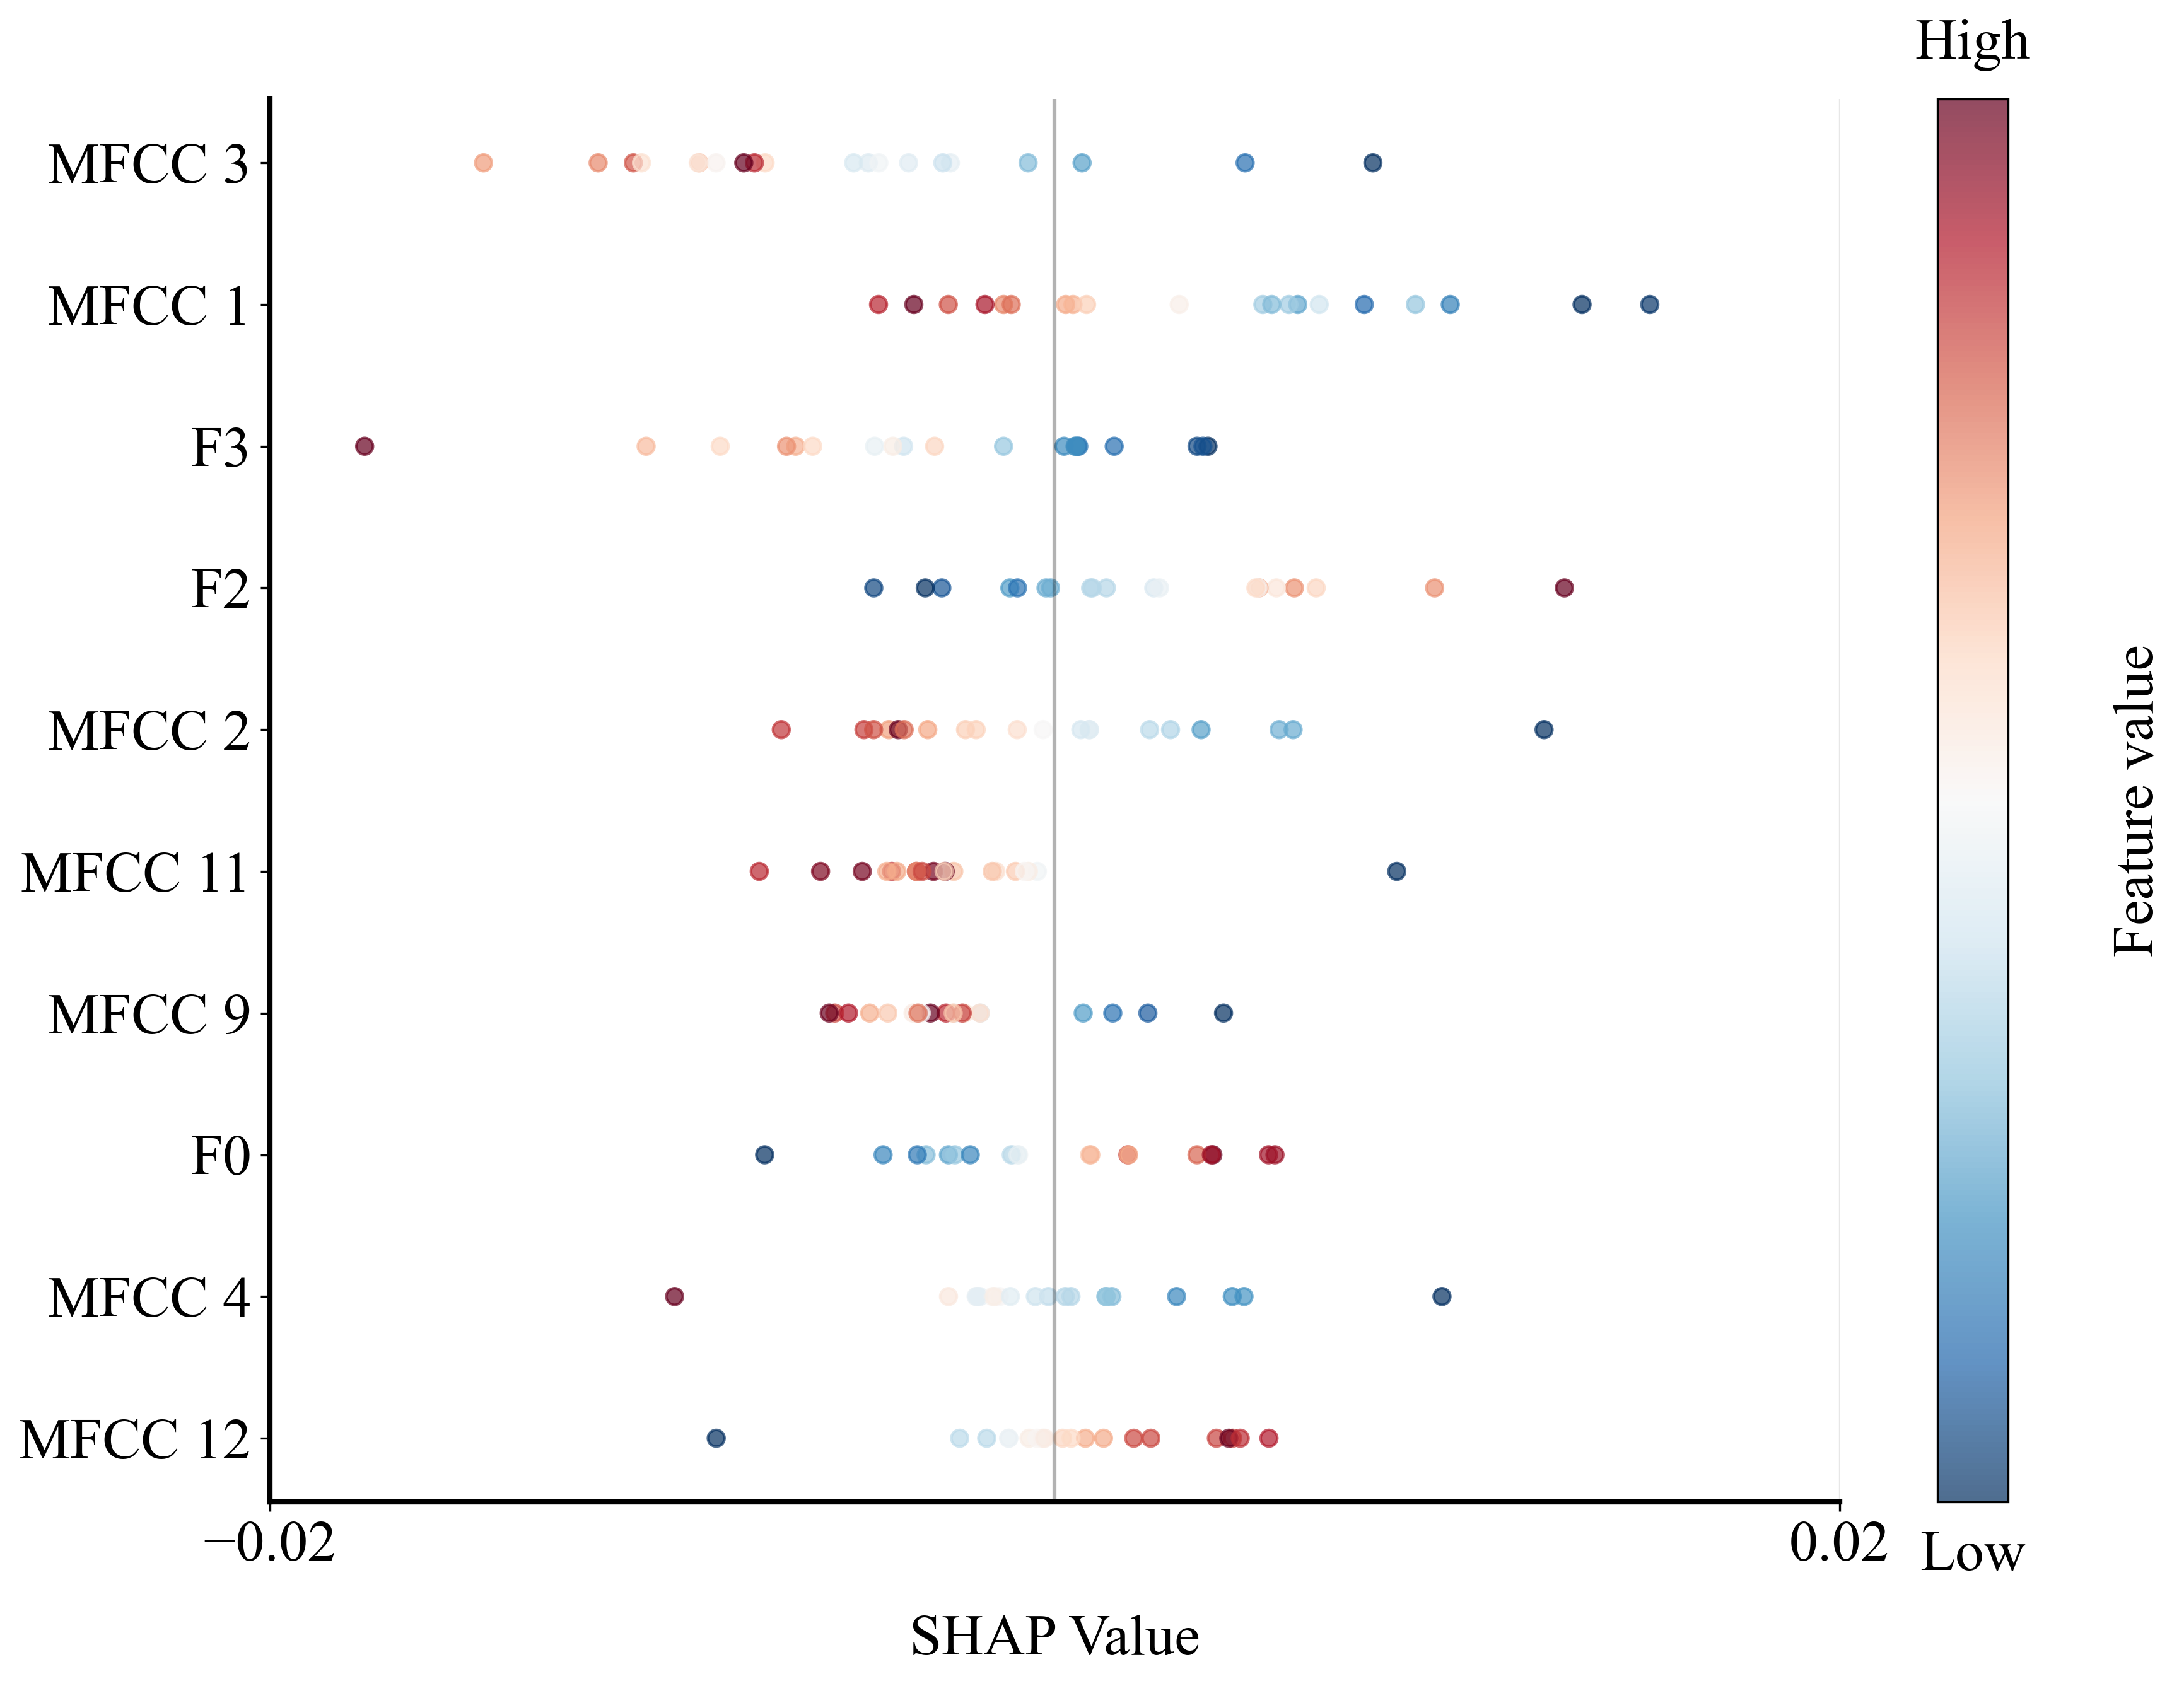 High
MFCC 3
MFCC 1
F3
F2
MFCC 2
MFCC 11
MFCC 9
F0
MFCC 4
MFCC 12
Feature value
−0.02
0.02
Low
SHAP Value